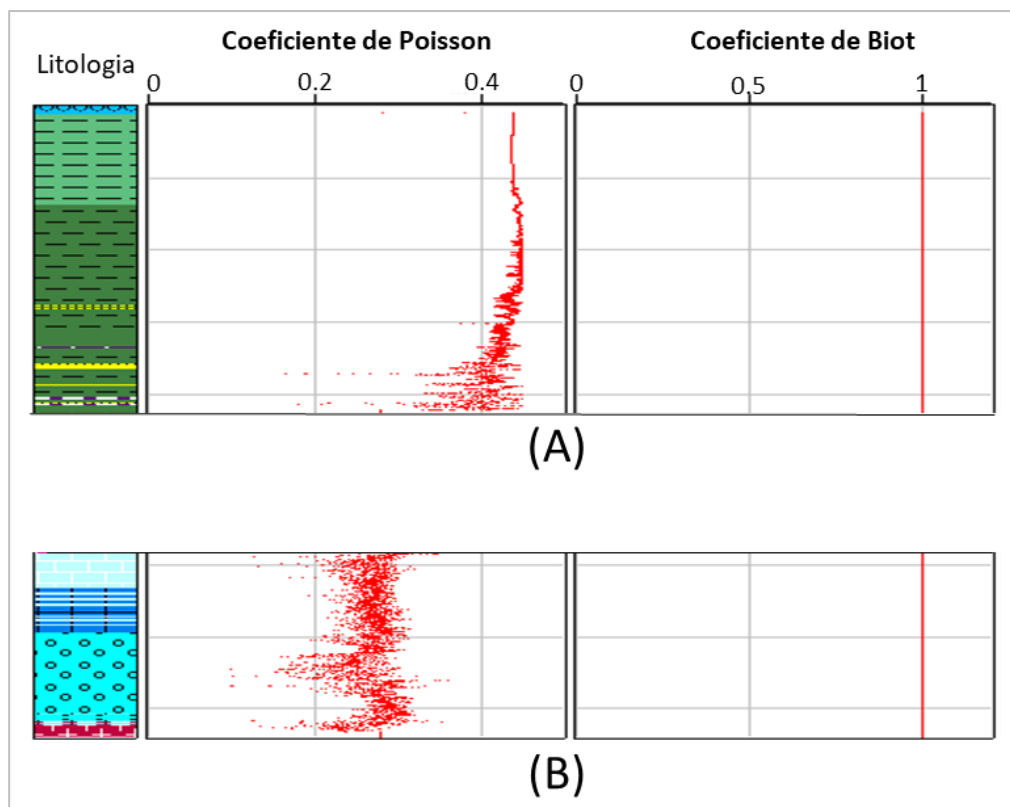 Coeficiente de Poisson
Coeficiente de Biot
Litologia
0
0.2
0.4
0
0.5
1
(A)
(B)